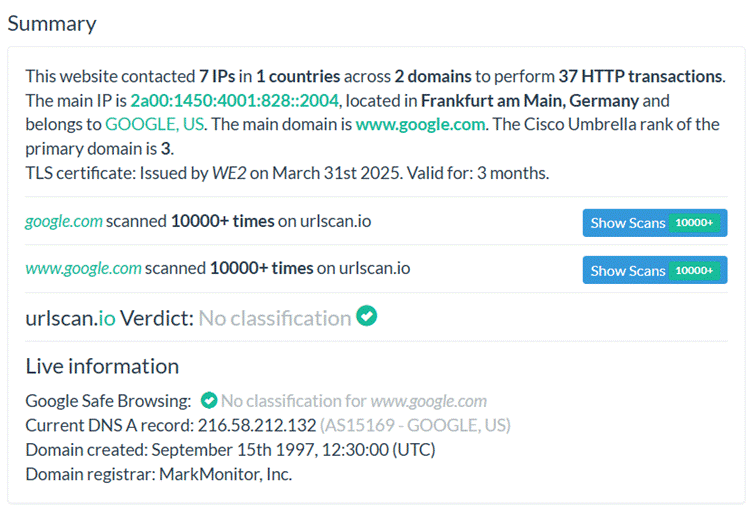 Summary
This website contacted 7 IPs in 1 countries across 2 domains to perform 37 HTTP transactions.
The main IP is 2a00:1450:4001:828::2004, located in Frankfurt am Main, Germany and
belongs to GOOGLE, US. The main domain is www.google.com. The Cisco Umbrella rank of the
primary domain is 3.
TLS certificate: Issued by WE2 on March 31st 2025. Valid for: 3 months.
google.com scanned 10000+ times on urlscan.io
Show Scans 10000+
www.google.com scanned 10000+ times on urlscan.io
Show Scans 10000+
urlscan.io Verdict: No classification
Live information
Google Safe Browsing: No classification for www.google.com
Current DNS A record: 216.58.212.132 (AS15169 - GOOGLE, US)
Domain created: September 15th 1997, 12:30:00 (UTC)
Domain registrar: MarkMonitor, Inc.